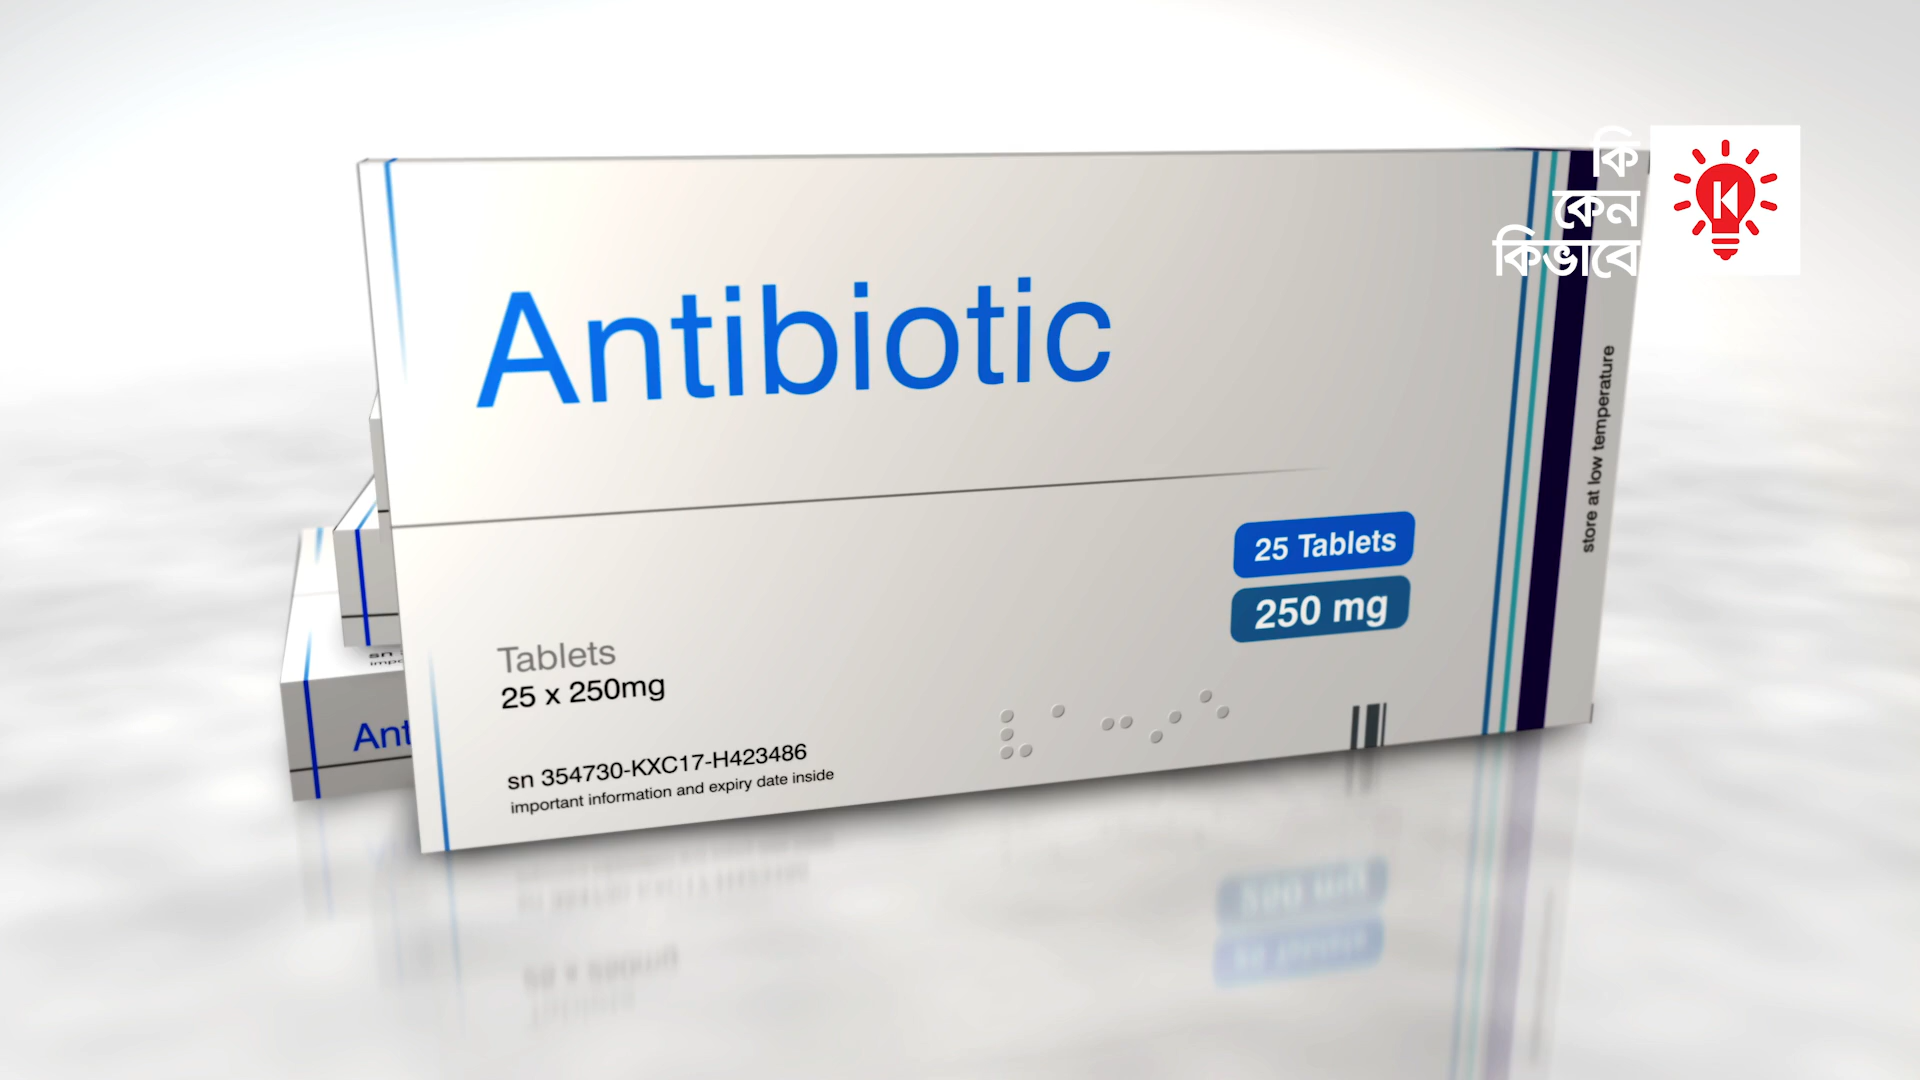 কি
কেন
কিভাবে
K
Antibiotic
25 Tablets
250 mg
Tablets
25 x 250mg
sn 354730-KXC17-H423486
important information and expiry date inside
store at low temperature
Ant
sn